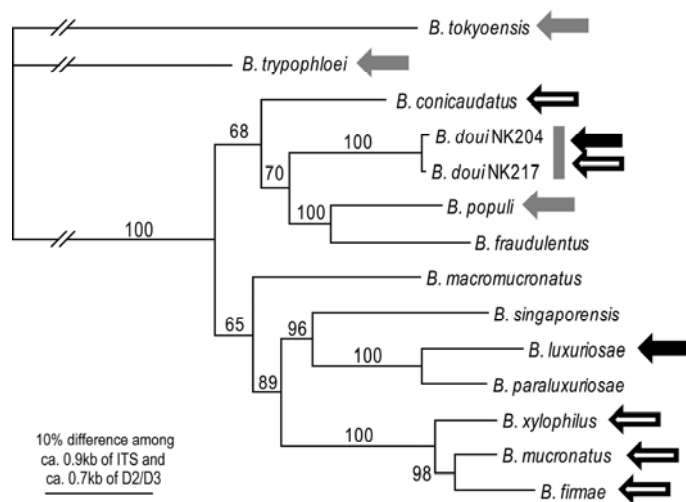 B. tokyoensis
B. trypophloei
B. conicaudatus
68
100
B. doui NK204
B. doui NK217
70
B. populi
100
B. fraudulentus
100
B. macromucronatus
B. singaporensis
65
96
B. luxuriosae
100
B. paraluxuriosae
89
B. xylophilus
100
B. mucronatus
98
B. firmae
10% difference among
ca. 0.9kb of ITS and
ca. 0.7kb of D2/D3